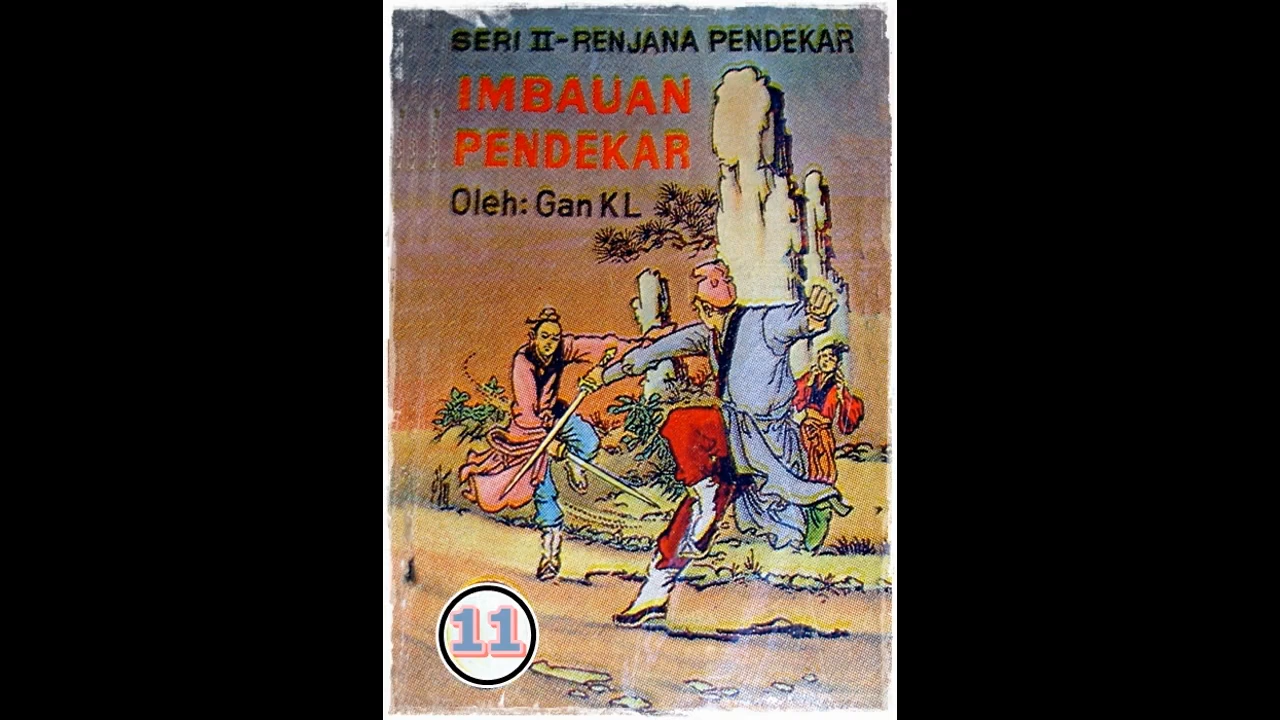 SERI II-RENJANA PENDEKAR
IMBAUAN
PENDEKAR
Oleh: Gan KL
11